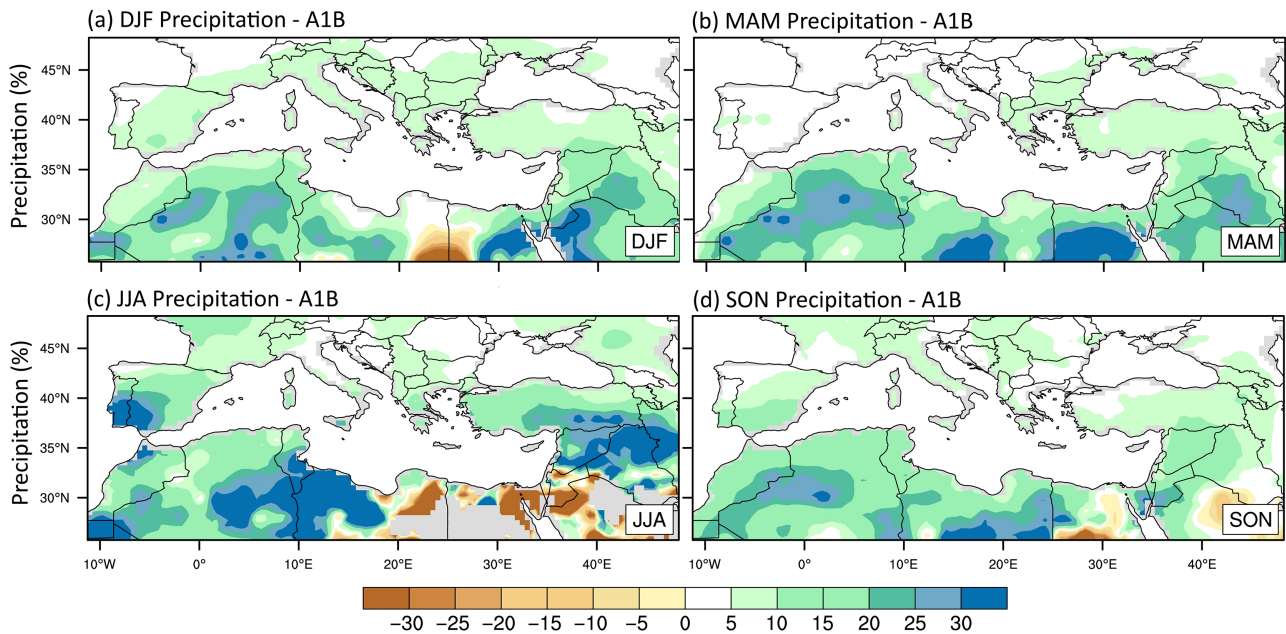 (a) DJF Precipitation - A1B
(b) MAM Precipitation - A1B
Precipitation (%)
45°N
40°N
35°N
30°N
DJF
MAM
(c) JJA Precipitation - A1B
(d) SON Precipitation - A1B
Precipitation (%)
45°N
40°N
35°N
30°N
JJA
SON
10°W 0° 10°E 20°E 30°E 40°E 10°W 0° 10°E 20°E 30°E 40°E
−30 −25 −20 −15 −10 −5 0 5 10 15 20 25 30